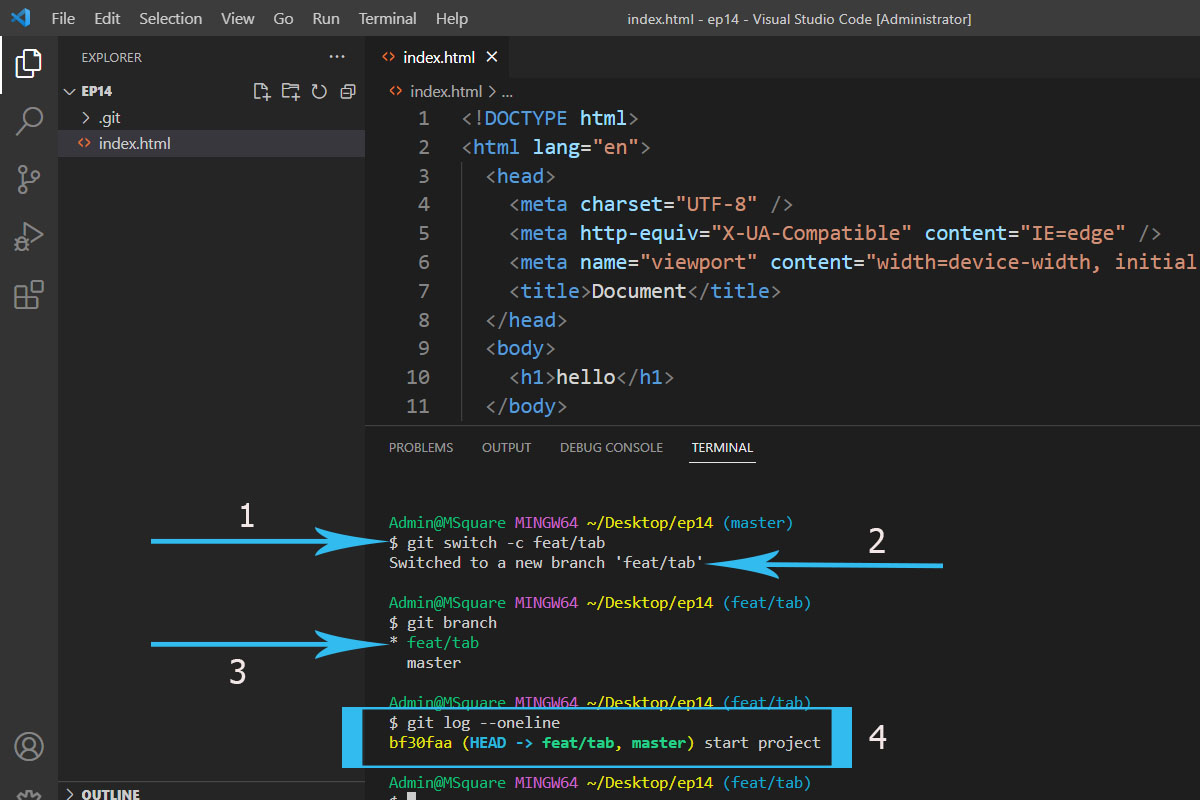 File Edit Selection View Go Run Terminal Help index.html - ep14 - Visual Studio Code [Administrator]
EXPLORER ···
EP14
.git
index.html
index.html
index.html > ...
1 <!DOCTYPE html>
2 <html lang="en">
3 <head>
4 <meta charset="UTF-8" />
5 <meta http-equiv="X-UA-Compatible" content="IE=edge" />
6 <meta name="viewport" content="width=device-width, initial
7 <title>Document</title>
8 </head>
9 <body>
10 <h1>hello</h1>
11 </body>
PROBLEMS OUTPUT DEBUG CONSOLE TERMINAL
Admin@MSquare MINGW64 ~/Desktop/ep14 (master)
1
$ git switch -c feat/tab
2
Switched to a new branch 'feat/tab'
Admin@MSquare MINGW64 ~/Desktop/ep14 (feat/tab)
$ git branch
* feat/tab
3
master
Admin@MSquare MINGW64 ~/Desktop/ep14 (feat/tab)
$ git log --oneline
bf30faa (HEAD -> feat/tab, master) start project
4
Admin@MSquare MINGW64 ~/Desktop/ep14 (feat/tab)
$
OUTLINE